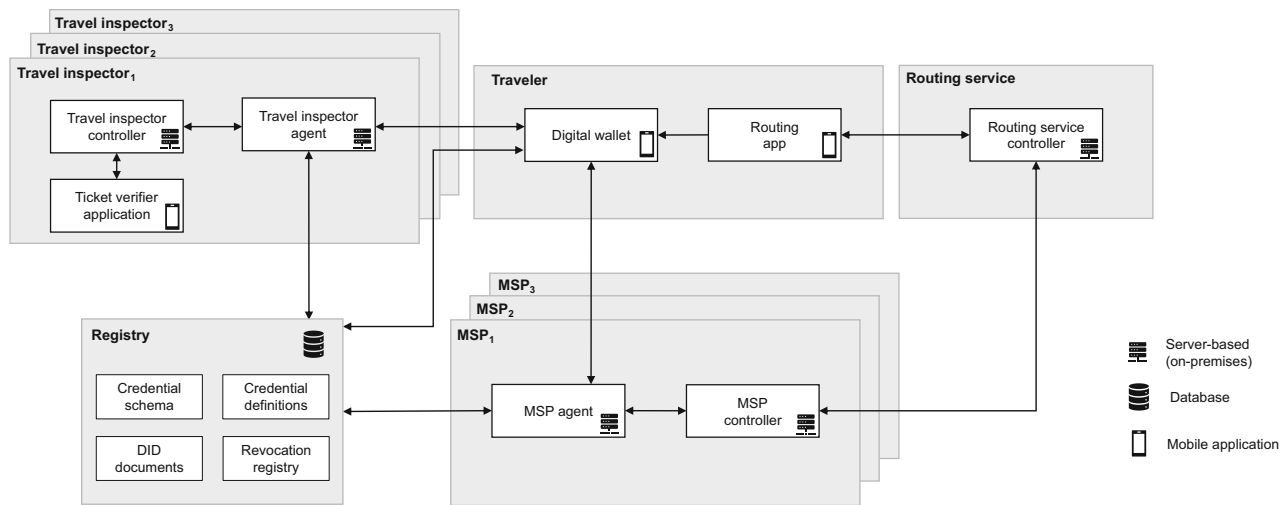 Travel inspector₃
Travel inspector₂
Travel inspector₁
Travel inspector
controller
Travel inspector
agent
Ticket verifier
application
Traveler
Digital wallet
Routing
app
Routing service
Routing service
controller
Registry
Credential
schema
Credential
definitions
DID
documents
Revocation
registry
MSP₃
MSP₂
MSP₁
MSP agent
MSP
controller
Server-based
(on-premises)
Database
Mobile application